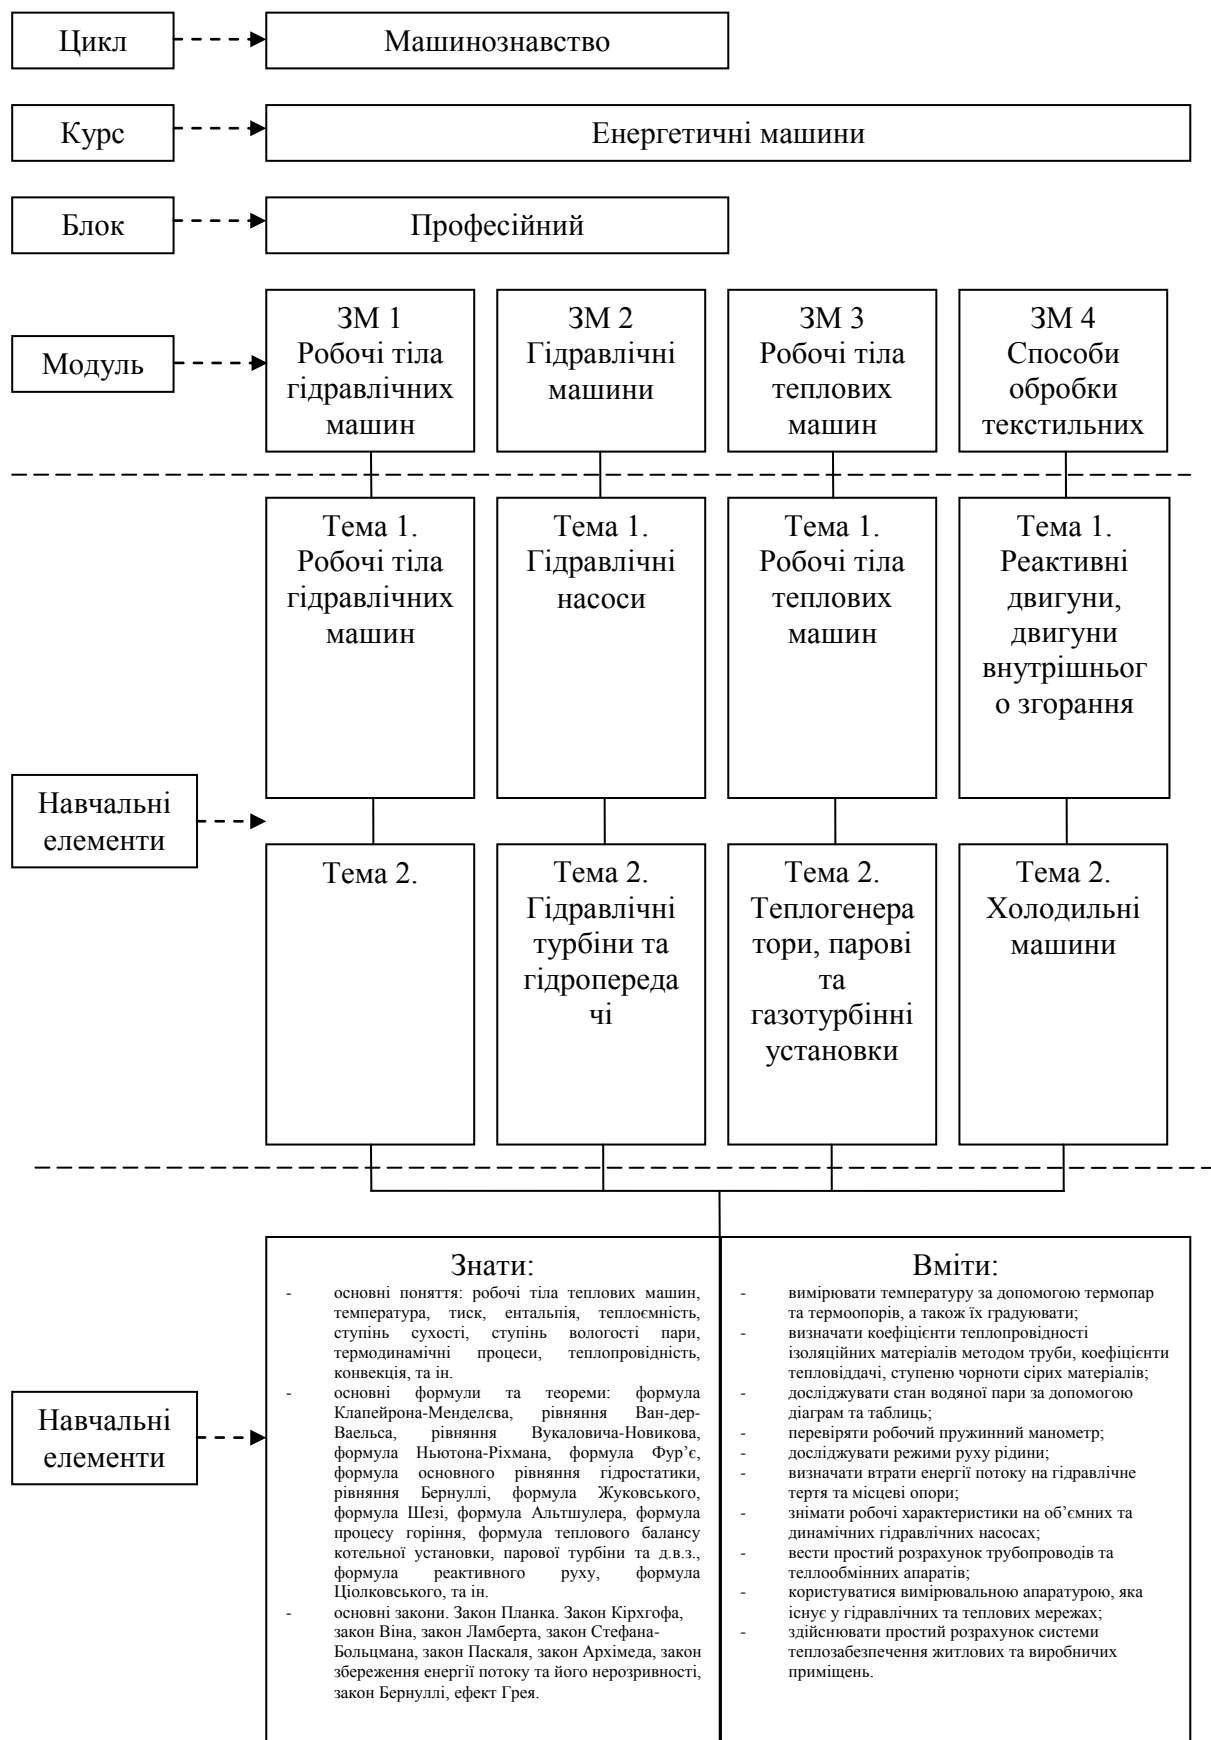 Цикл
Машинознавство
Курс
Енергетичні машини
Блок
Професійний
Модуль
ЗМ 1
Робочі тіла
гідравлічних
машин
ЗМ 2
Гідравлічні
машини
ЗМ 3
Робочі тіла
теплових
машин
ЗМ 4
Способи
обробки
текстильних
Навчальні
елементи
Тема 1.
Робочі тіла
гідравлічних
машин
Тема 1.
Гідравлічні
насоси
Тема 1.
Робочі тіла
теплових
машин
Тема 1.
Реактивні
двигуни,
двигуни
внутрішньог
о згорання
Тема 2.
Тема 2.
Гідравлічні
турбіни та
гідропереда
чі
Тема 2.
Теплогенера
тори, парові
та
газотурбінні
установки
Тема 2.
Холодильні
машини
Навчальні
елементи
Знати:
- основні поняття: робочі тіла теплових машин,
температура, тиск, ентальпія, теплоємність,
ступінь сухості, ступінь вологості пари,
термодинамічні процеси, теплопровідність,
конвекція, та ін.
- основні формули та теореми: формула
Клапейрона-Менделєва, рівняння Ван-дер-
Ваельса, рівняння Вукаловича-Новикова,
формула Ньютона-Ріхмана, формула Фур’є,
формула основного рівняння гідростатики,
рівняння Бернуллі, формула Жуковського,
формула Шезі, формула Альтшулера, формула
процесу горіння, формула теплового балансу
котельної установки, парової турбіни та д.в.з.,
формула реактивного руху, формула
Ціолковського, та ін.
- основні закони. Закон Планка. Закон Кірхгофа,
закон Віна, закон Ламберта, закон Стефана-
Больцмана, закон Паскаля, закон Архімеда, закон
збереження енергії потоку та його нерозривності,
закон Бернуллі, ефект Грея.
Вміти:
- вимірювати температуру за допомогою термопар
та термоопорів, а також їх градуювати;
- визначати коефіцієнти теплопровідності
ізоляційних матеріалів методом труби, коефіцієнти
тепловіддачі, ступеню чорноти сірих матеріалів;
- досліджувати стан водяної пари за допомогою
діаграм та таблиць;
- перевіряти робочий пружинний манометр;
- досліджувати режими руху рідини;
- визначати втрати енергії потоку на гідравлічне
тертя та місцеві опори;
- знімати робочі характеристики на об’ємних та
динамічних гідравлічних насосах;
- вести простий розрахунок трубопроводів та
теллообмінних апаратів;
- користуватися вимірювальною апаратурою, яка
існує у гідравлічних та теплових мережах;
- здійснювати простий розрахунок системи
теплозабезпечення житлових та виробничих
приміщень.